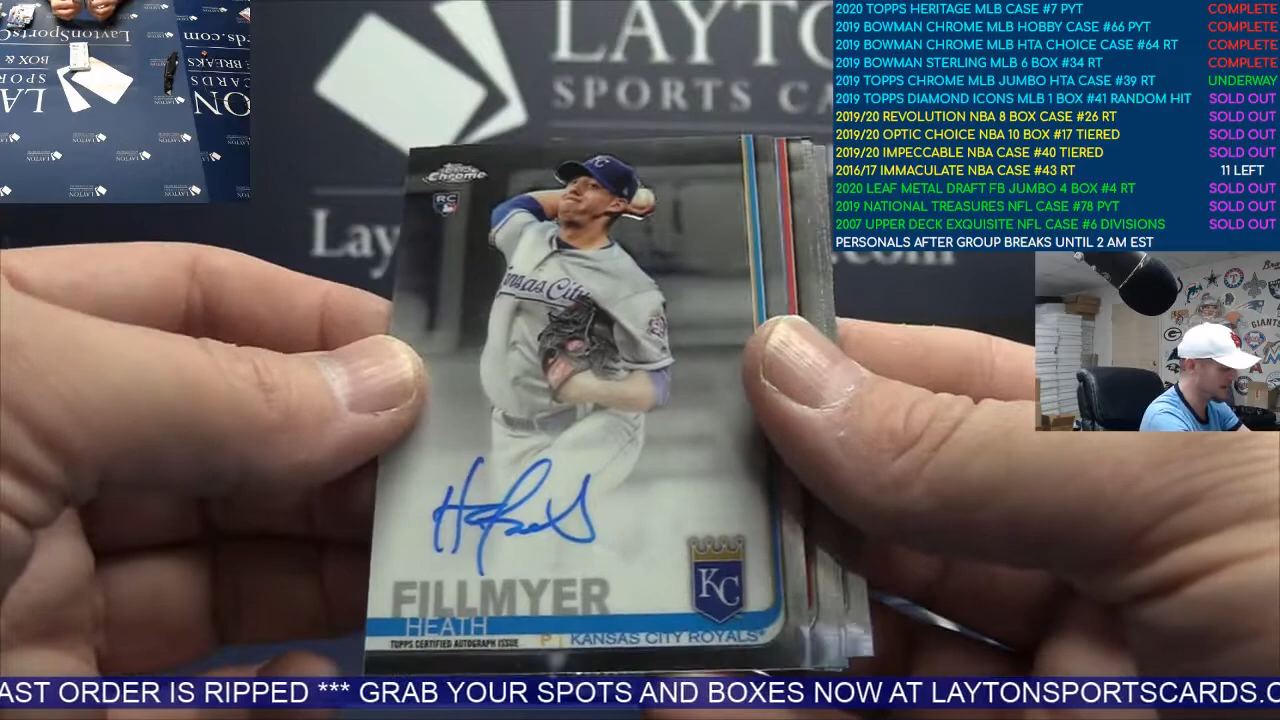 2020 TOPPS HERITAGE MLB CASE #7 PYT COMPLETE
2019 BOWMAN CHROME MLB HOBBY CASE #66 PYT COMPLETE
2019 BOWMAN CHROME MLB HTA CHOICE CASE #64 RT COMPLETE
2019 BOWMAN STERLING MLB 6 BOX #34 RT COMPLETE
2019 TOPPS CHROME MLB JUMBO HTA CASE #39 RT UNDERWAY
2019 TOPPS DIAMOND ICONS MLB 1 BOX #41 RANDOM HIT SOLD OUT
2019/20 REVOLUTION NBA 8 BOX CASE #26 RT SOLD OUT
2019/20 OPTIC CHOICE NBA 10 BOX #17 TIERED SOLD OUT
2019/20 IMPECCABLE NBA CASE #40 TIERED SOLD OUT
2016/17 IMMACULATE NBA CASE #43 RT 11 LEFT
2020 LEAF METAL DRAFT FB JUMBO 4 BOX #4 RT SOLD OUT
2019 NATIONAL TREASURES NFL CASE #78 PYT SOLD OUT
2007 UPPER DECK EXQUISITE NFL CASE #6 DIVISIONS SOLD OUT
PERSONALS AFTER GROUP BREAKS UNTIL 2 AM EST
LAYTO
SPORTS CA
Lay
.com
Topps Chrome
RC
KC
Kansas City
FILLMYER
HEATH
KC
TOPPS CERTIFIED AUTOGRAPH ISSUE P KANSAS CITY ROYALS
AST ORDER IS RIPPED *** GRAB YOUR SPOTS AND BOXES NOW AT LAYTONSPORTSCARDS.C